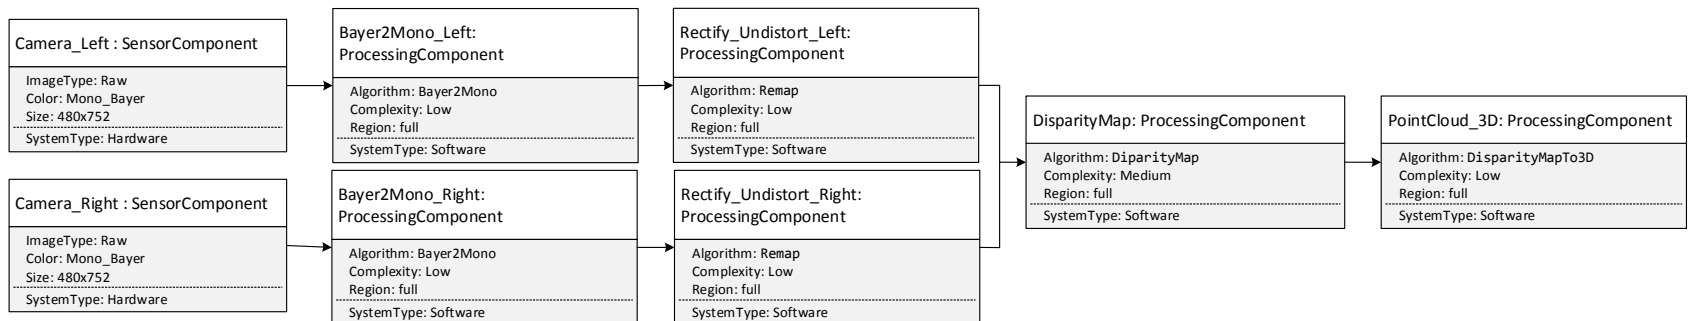 Camera_Left : SensorComponent
ImageType: Raw
Color: Mono_Bayer
Size: 480x752
SystemType: Hardware
Bayer2Mono_Left:
ProcessingComponent
Algorithm: Bayer2Mono
Complexity: Low
Region: full
SystemType: Software
Rectify_Undistort_Left:
ProcessingComponent
Algorithm: Remap
Complexity: Low
Region: full
SystemType: Software
Camera_Right : SensorComponent
ImageType: Raw
Color: Mono_Bayer
Size: 480x752
SystemType: Hardware
Bayer2Mono_Right:
ProcessingComponent
Algorithm: Bayer2Mono
Complexity: Low
Region: full
SystemType: Software
Rectify_Undistort_Right:
ProcessingComponent
Algorithm: Remap
Complexity: Low
Region: full
SystemType: Software
DisparityMap: ProcessingComponent
Algorithm: DiparityMap
Complexity: Medium
Region: full
SystemType: Software
PointCloud_3D: ProcessingComponent
Algorithm: DisparityMapTo3D
Complexity: Low
Region: full
SystemType: Software